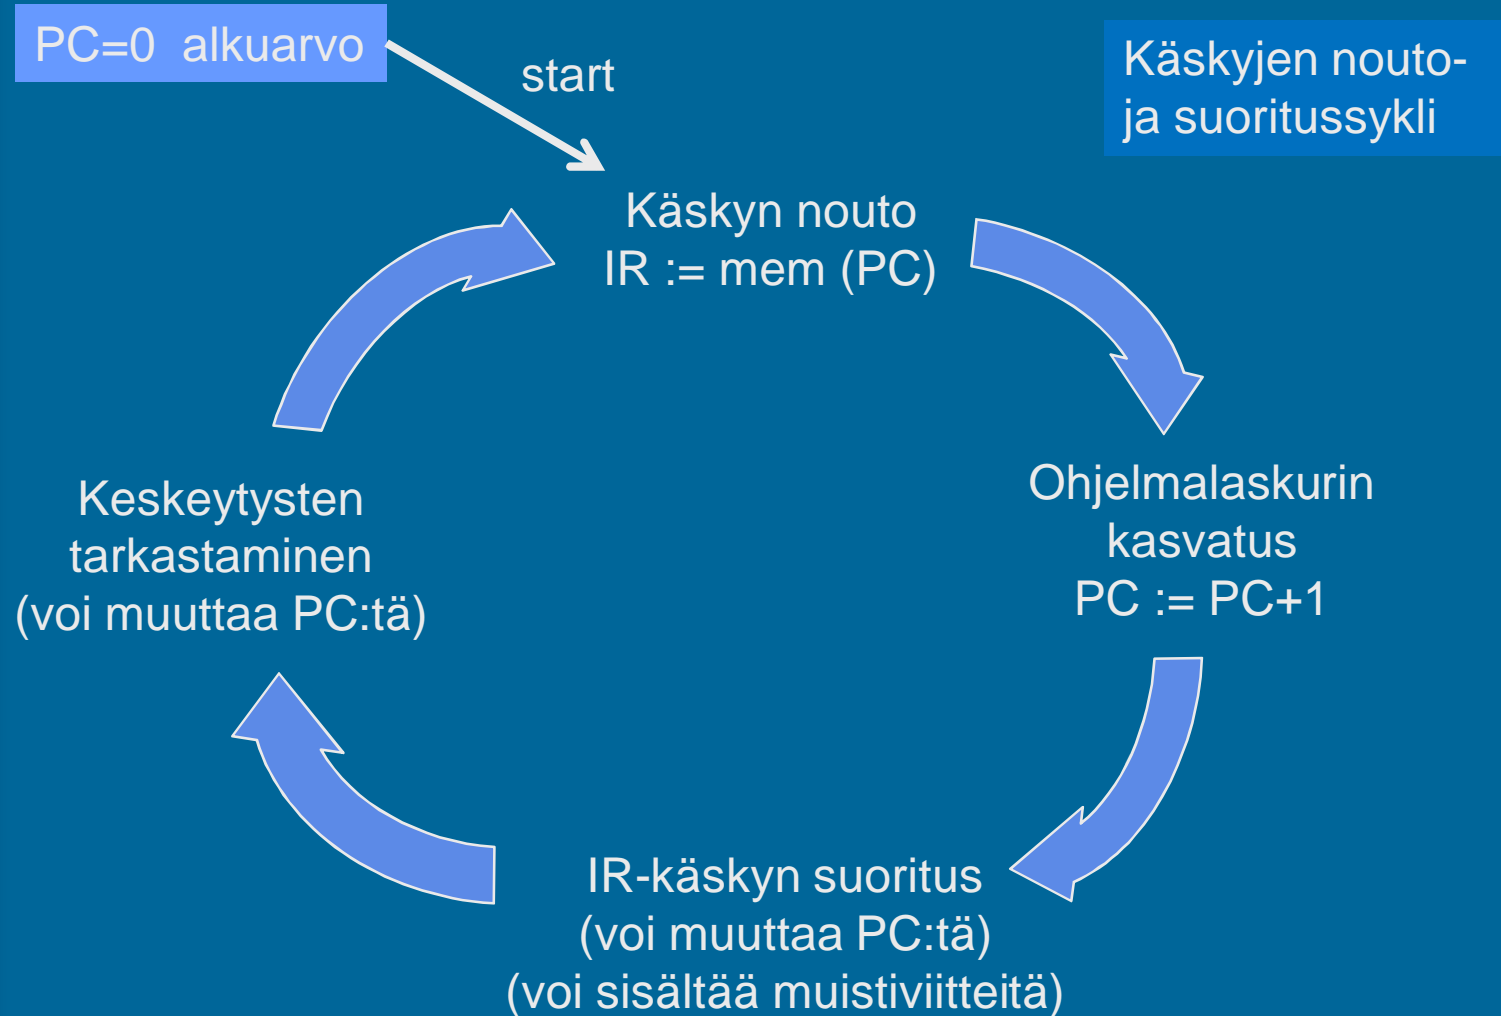 PC=0 alkuarvo
start
Käskyjen nouto-
ja suoritussykli
Käskyn nouto
IR := mem (PC)
Ohjelmalaskurin
kasvatus
PC := PC+1
IR-käskyn suoritus
(voi muuttaa PC:tä)
(voi sisältää muistiviitteitä)
Keskeytysten
tarkastaminen
(voi muuttaa PC:tä)